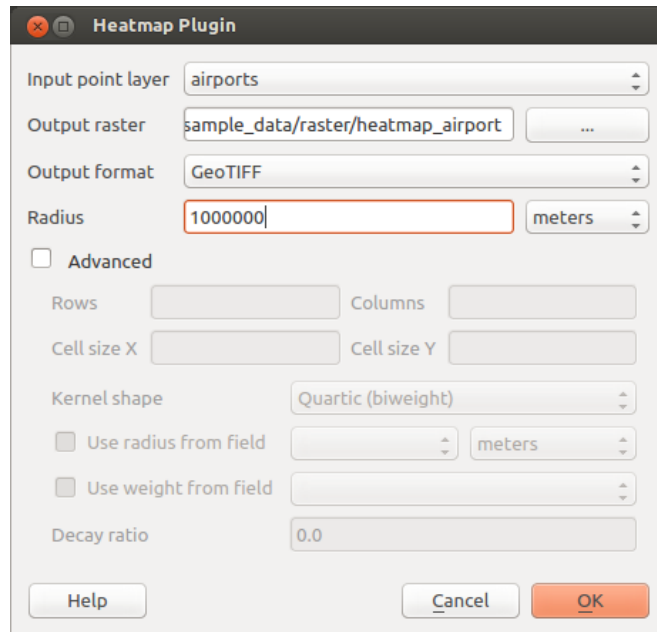 Heatmap Plugin
Input point layer airports
Output raster sample_data/raster/heatmap_airport ...
Output format GeoTIFF
Radius 1000000 meters
Advanced
Rows Columns
Cell size X Cell size Y
Kernel shape Quartic (biweight)
Use radius from field meters
Use weight from field
Decay ratio 0.0
Help Cancel OK